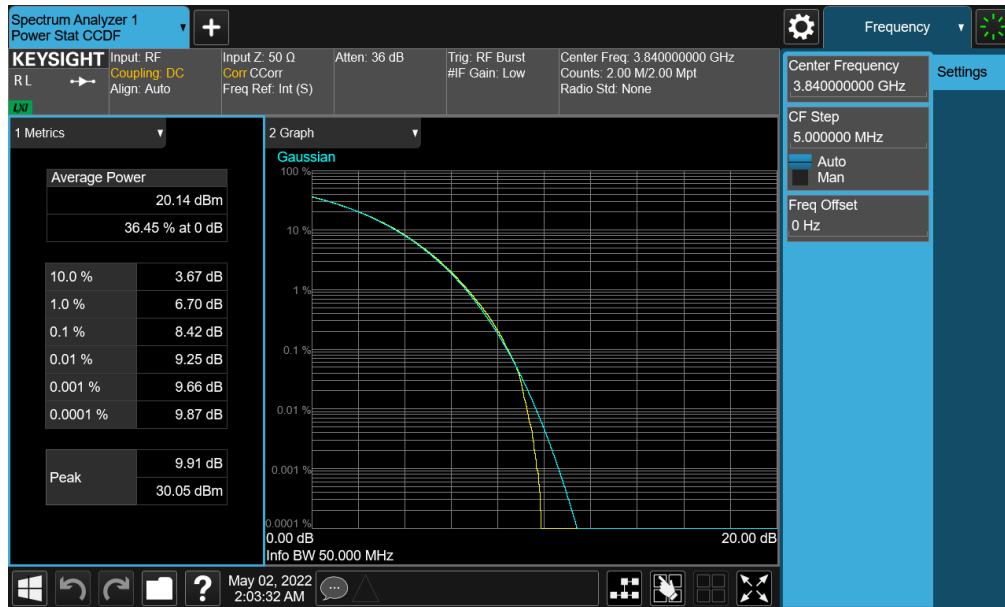 Spectrum Analyzer 1
Power Stat CCDF
+
Frequency
KEYSIGHT
R L
LXI
Input: RF
Coupling: DC
Align: Auto
Input Z: 50 Ω
Corr CCorr
Freq Ref: Int (S)
Atten: 36 dB
Trig: RF Burst
#IF Gain: Low
Center Freq: 3.840000000 GHz
Counts: 2.00 M/2.00 Mpt
Radio Std: None
Center Frequency
3.840000000 GHz
Settings
CF Step
5.000000 MHz
Auto
Man
Freq Offset
0 Hz
1 Metrics
Average Power
20.14 dBm
36.45 % at 0 dB
10.0 % 3.67 dB
1.0 % 6.70 dB
0.1 % 8.42 dB
0.01 % 9.25 dB
0.001 % 9.66 dB
0.0001 % 9.87 dB
Peak
9.91 dB
30.05 dBm
2 Graph
Gaussian
100 %
10 %
1 %
0.1 %
0.01 %
0.001 %
0.0001 %
0.00 dB 20.00 dB
Info BW 50.000 MHz
?
May 02, 2022
2:03:32 AM